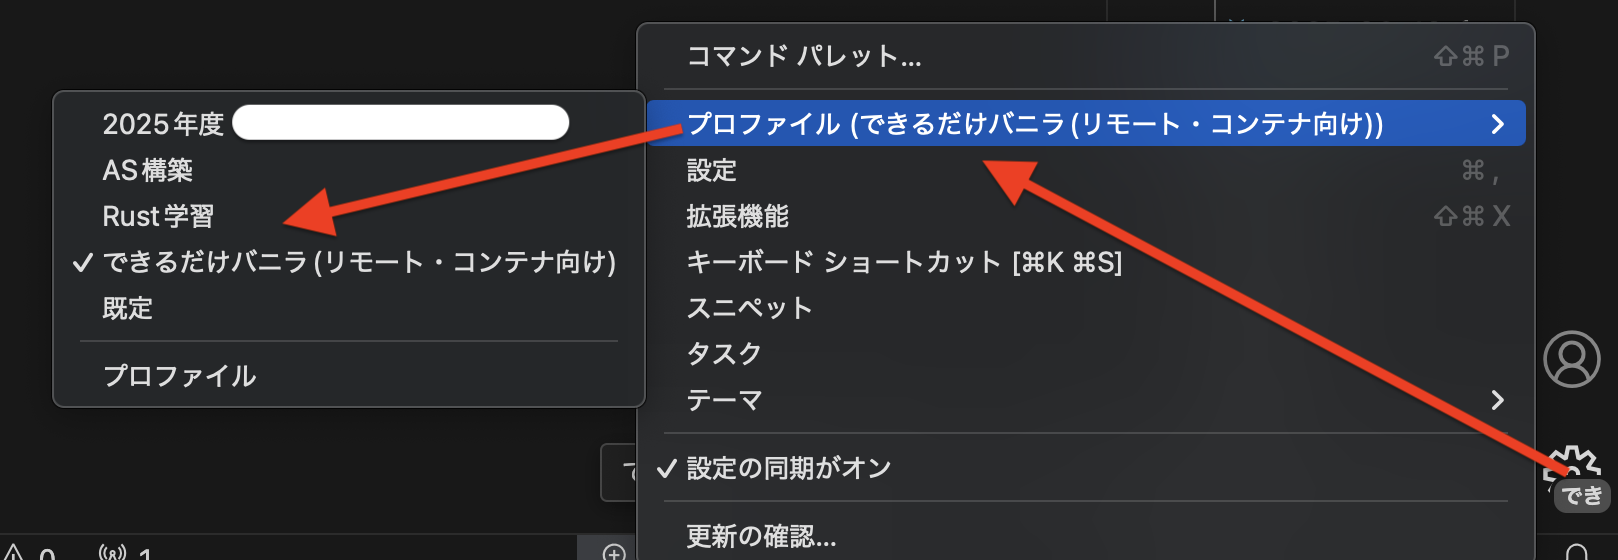 コマンド パレット... ⇧⌘ P
プロファイル (できるだけバニラ(リモート・コンテナ向け))
設定 ⌘ ,
拡張機能 ⇧⌘ X
キーボード ショートカット [⌘K ⌘S]
スニペット
タスク
テーマ
設定の同期がオン
更新の確認...
2025年度
AS構築
Rust学習
できるだけバニラ(リモート・コンテナ向け)
既定
プロファイル
でき
0 1